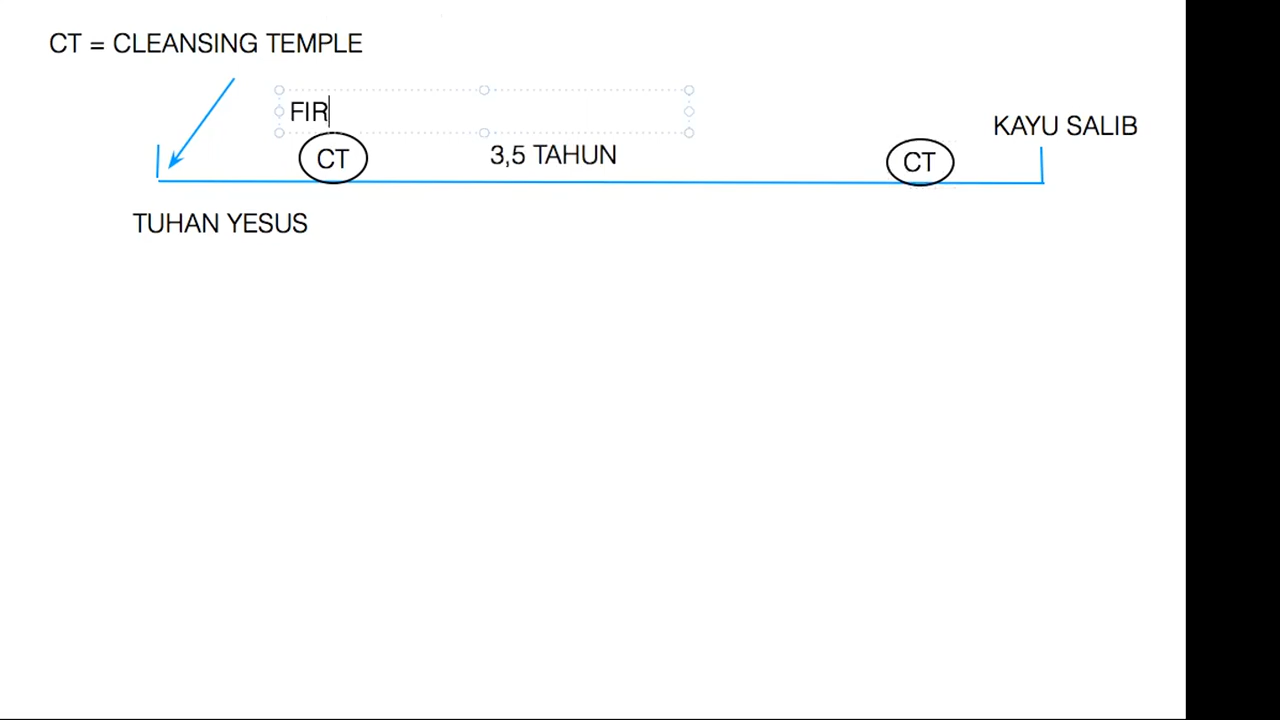 CT = CLEANSING TEMPLE
FIR
KAYU SALIB
CT
3,5 TAHUN
CT
TUHAN YESUS